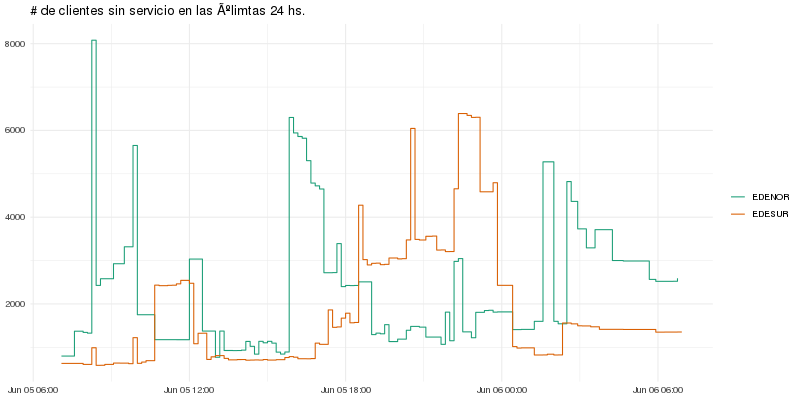 # de clientes sin servicio en las Ãºlimtas 24 hs.
8000
6000
4000
2000
EDENOR
EDESUR
Jun 05 06:00
Jun 05 12:00
Jun 05 18:00
Jun 06 00:00
Jun 06 06:00